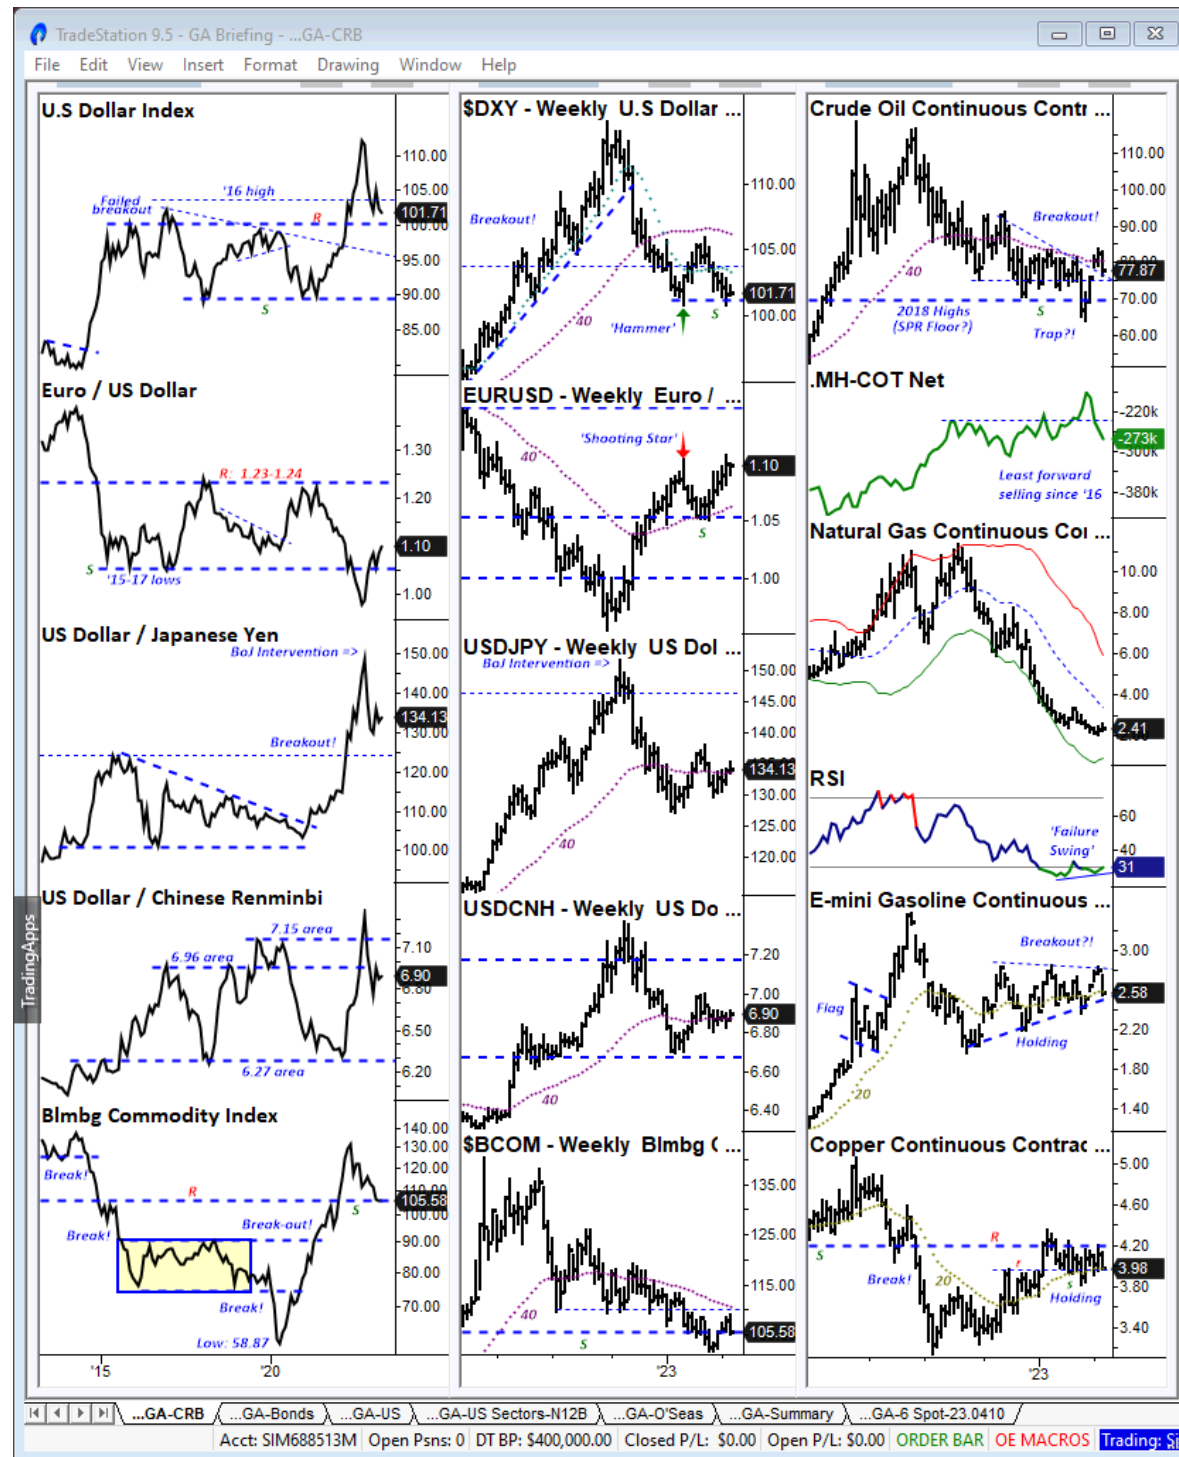 TradeStation 9.5 - GA Briefing - ...GA-CRB
File Edit View Insert Format Drawing Window Help
U.S Dollar Index
110.00
105.00
101.71
100.00
95.00
90.00
85.00
Failed
breakout
'16 high
R
S
Euro / US Dollar
1.30
1.20
1.10
1.00
R: 1.23-1.24
S
'15-17 lows
US Dollar / Japanese Yen
BoJ Intervention =>
150.00
140.00
134.13
120.00
110.00
100.00
Breakout!
US Dollar / Chinese Renminbi
7.15 area
6.96 area
7.10
6.90
6.80
6.50
6.20
6.27 area
Blmbg Commodity Index
140.00
130.00
120.00
105.58
100.00
90.00
80.00
70.00
Break!
R
S
Break!
Break-out!
Break!
Low: 58.87
'15
'20
$DXY - Weekly U.S Dollar ...
110.00
105.00
101.71
100.00
Breakout!
40
'Hammer'
S
EURUSD - Weekly Euro / ...
'Shooting Star'
40
1.10
1.05
1.00
S
USDJPY - Weekly US Dol ...
BoJ Intervention =>
150.00
145.00
140.00
134.13
130.00
125.00
120.00
40
USDCNH - Weekly US Do ...
7.20
7.00
6.90
6.80
6.60
6.40
40
$BCOM - Weekly Blmbg C ...
135.00
125.00
115.00
105.58
40
S
'23
Crude Oil Continuous Contr ...
110.00
100.00
90.00
80.00
77.87
70.00
60.00
Breakout!
40
2018 Highs
(SPR Floor?)
S
Trap?!
.MH-COT Net
-220k
-273k
-300k
-380k
Least forward
selling since '16
Natural Gas Continuous Coi ...
10.00
8.00
6.00
4.00
2.41
RSI
60
40
31
'Failure
Swing'
E-mini Gasoline Continuous ...
Breakout?!
3.00
2.58
2.20
1.80
1.40
Flag
Holding
20
Copper Continuous Contrac ...
5.00
4.60
4.20
3.98
3.80
3.40
S
R
r
Break!
20
s
Holding
'23
TradingApps
...GA-CRB ...GA-Bonds ...GA-US ...GA-US Sectors-N12B ...GA-O'Seas ...GA-Summary ...GA-6 Spot-23.0410
Acct: SIM688513M Open Psns: 0 DT BP: $400,000.00 Closed P/L: $0.00 Open P/L: $0.00 ORDER BAR OE MACROS Trading: